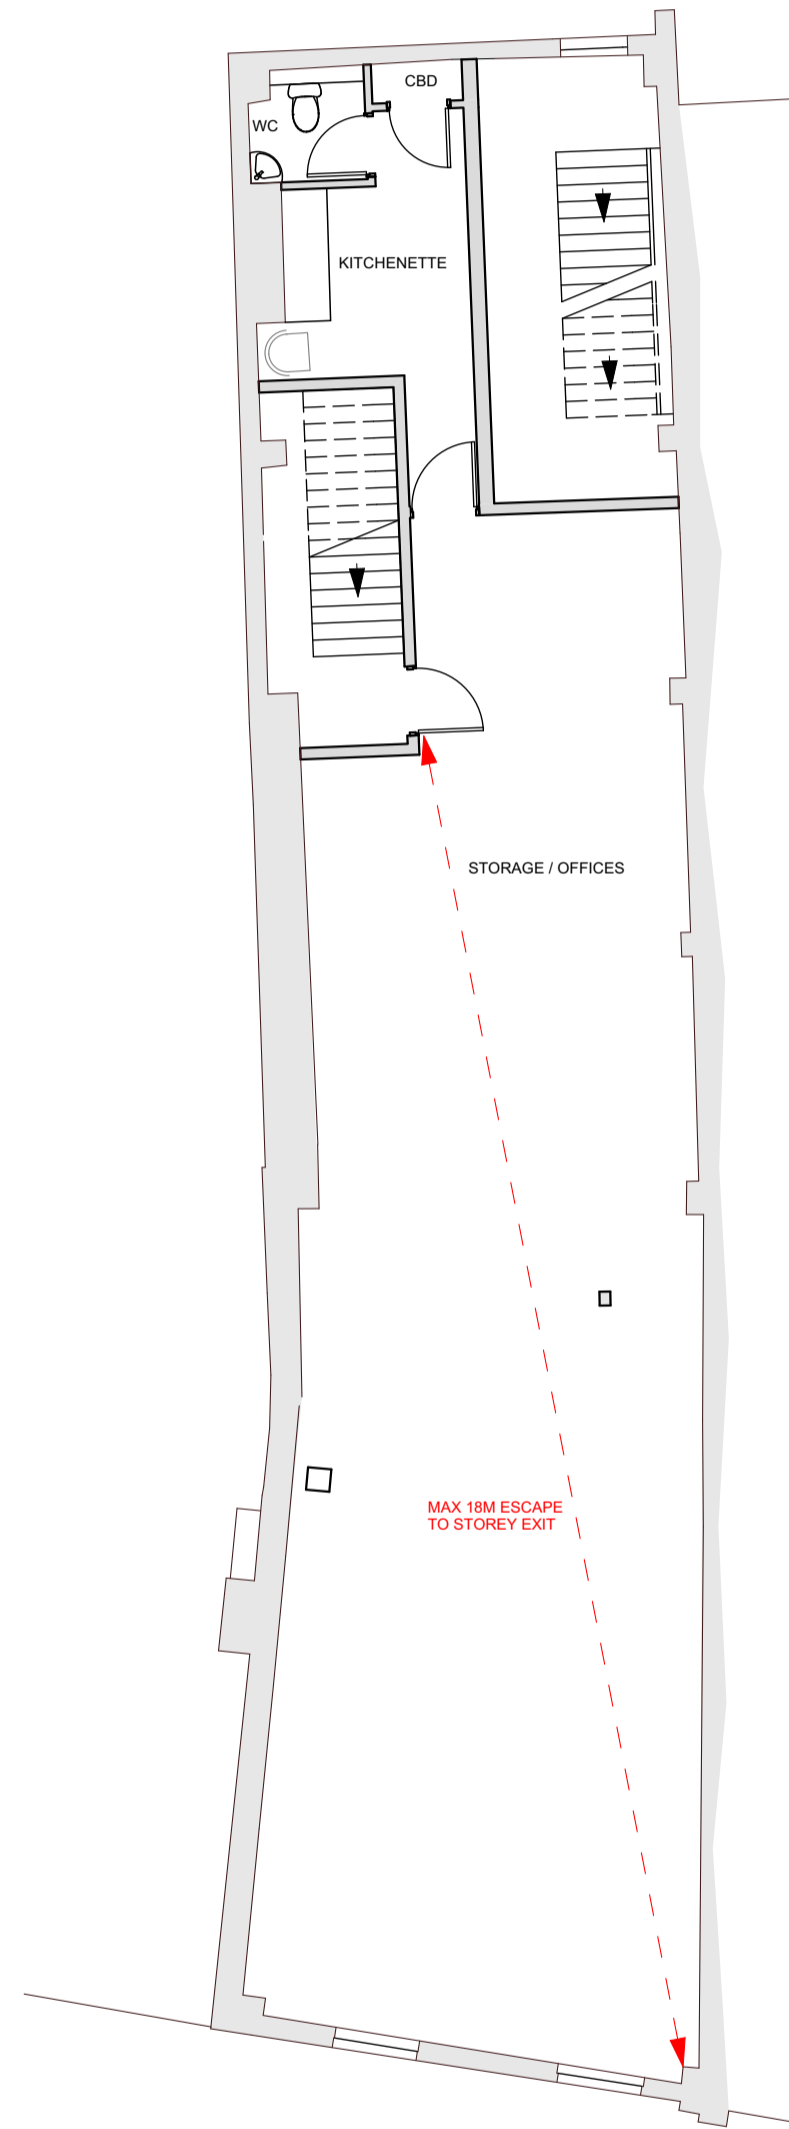 CBD
WC
KITCHENETTE
STORAGE / OFFICES
MAX 18M ESCAPE
TO STOREY EXIT